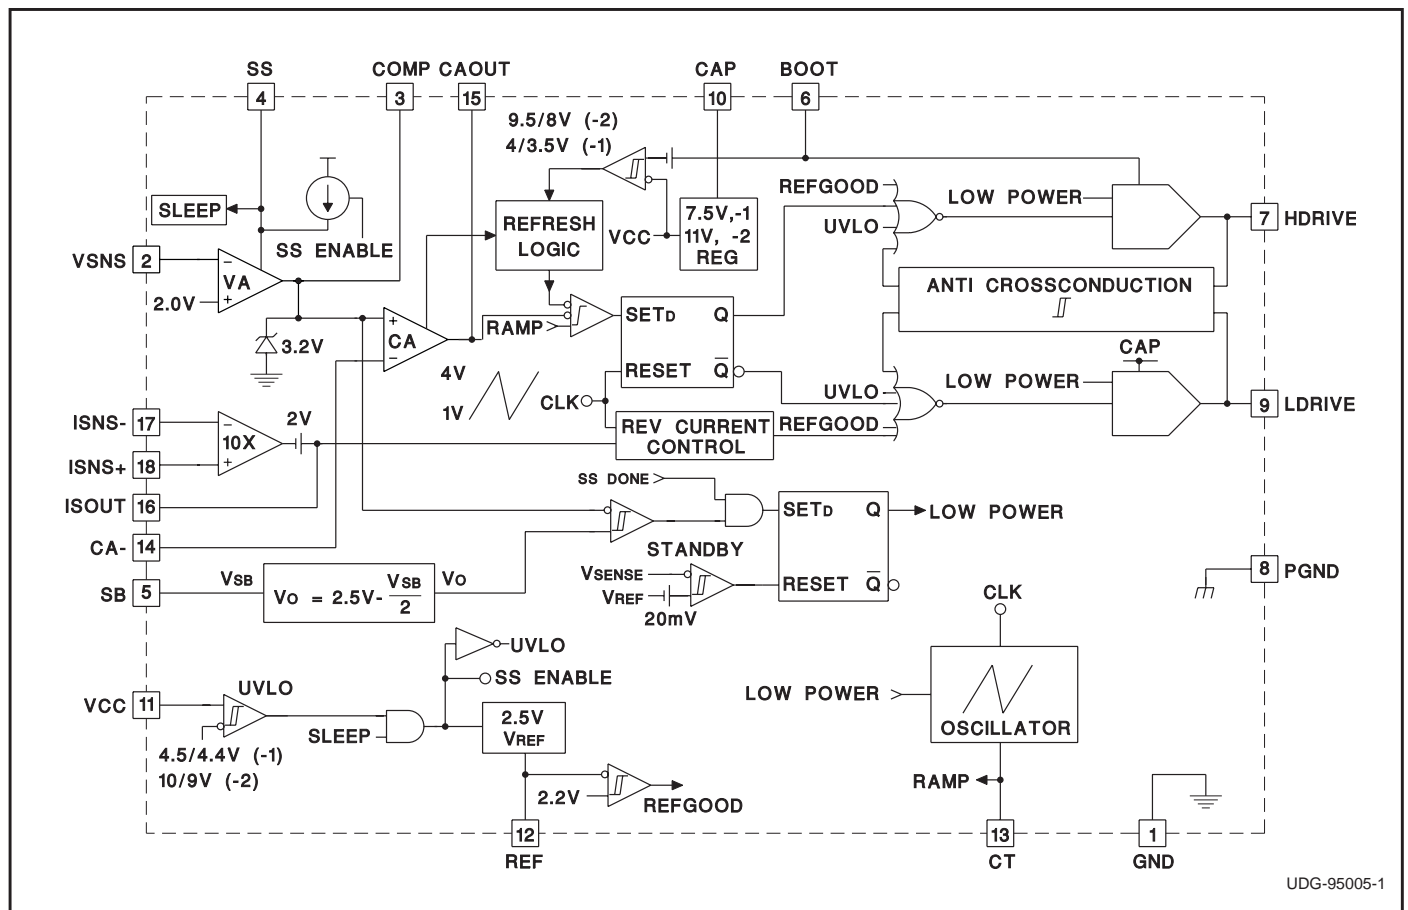 SS
COMP
CAOUT
CAP
BOOT
4
3
15
10
6
9.5/8V (-2)
4/3.5V (-1)
SLEEP
SS ENABLE
REFRESH
LOGIC
VCC
7.5V,-1
11V, -2
REG
REFGOOD
UVLO
LOW POWER
7
HDRIVE
VSNS
2
VA
2.0V
3.2V
CA
RAMP
SETD
Q
RESET
Q
ANTI CROSSCONDUCTION
CAP
4V
1V
CLK
UVLO
REFGOOD
LOW POWER
9
LDRIVE
ISNS-
17
10X
2V
REV CURRENT
CONTROL
ISNS+
18
ISOUT
16
CA-
14
SB
5
VSB
VO = 2.5V- VSB
2
VO
SS DONE
STANDBY
VSENSE
VREF
20mV
SETD
Q
RESET
Q
LOW POWER
8
PGND
CLK
LOW POWER
OSCILLATOR
RAMP
VCC
11
UVLO
4.5/4.4V (-1)
10/9V (-2)
SLEEP
UVLO
SS ENABLE
2.5V
VREF
2.2V
REFGOOD
12
REF
13
CT
1
GND
UDG-95005-1